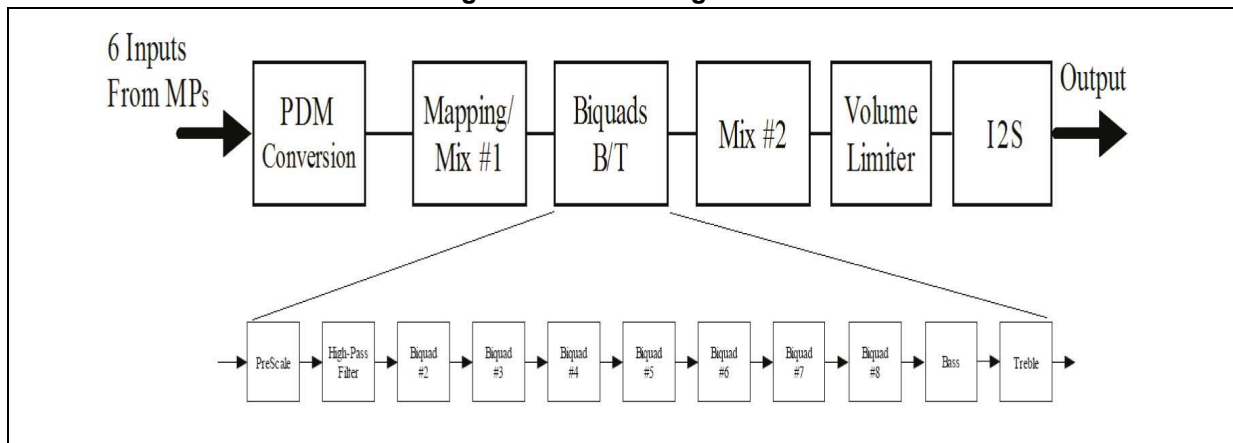 6 Inputs
From MPs
PDM
Conversion
Mapping/
Mix #1
Biquads
B/T
Mix #2
Volume
Limiter
I2S
Output
PreScale
High-Pass
Filter
Biquad
#2
Biquad
#3
Biquad
#4
Biquad
#5
Biquad
#6
Biquad
#7
Biquad
#8
Bass
Treble